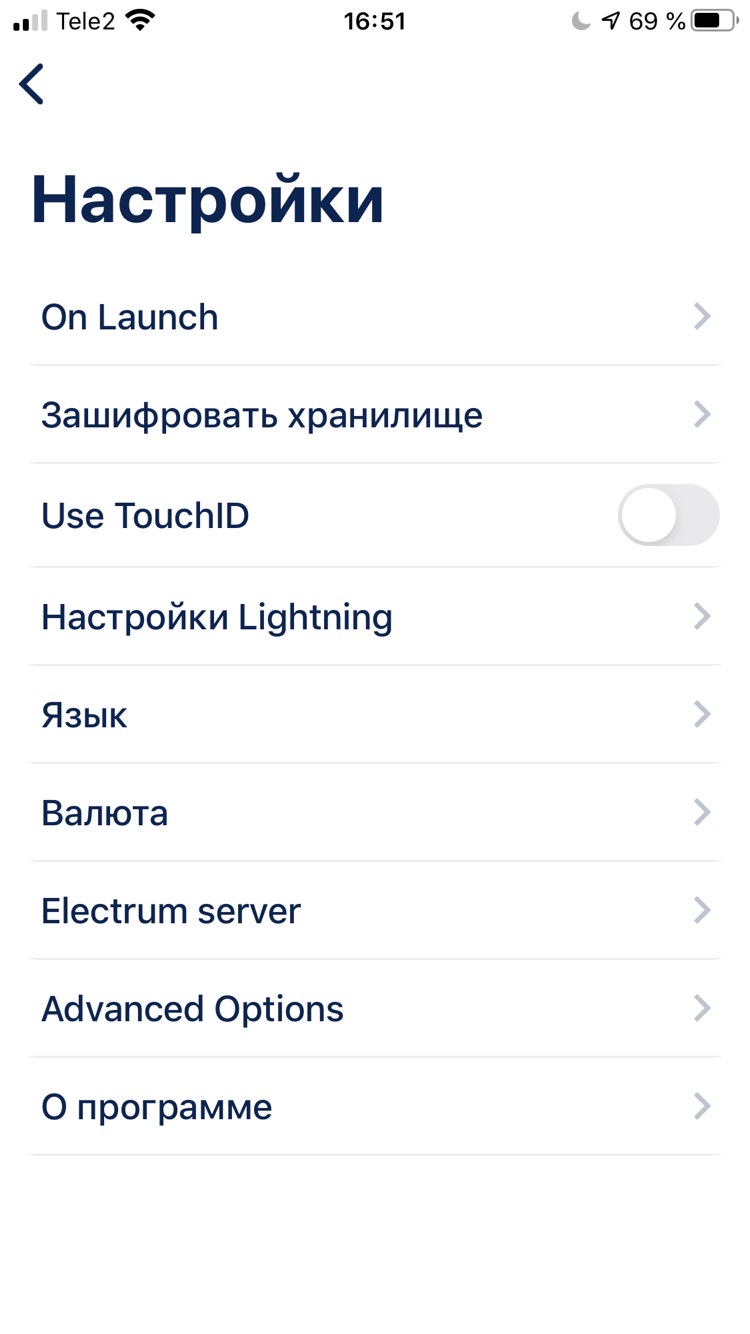 Tele2 16:51 69 %
Настройки
On Launch
Зашифровать хранилище
Use TouchID
Настройки Lightning
Язык
Валюта
Electrum server
Advanced Options
О программе